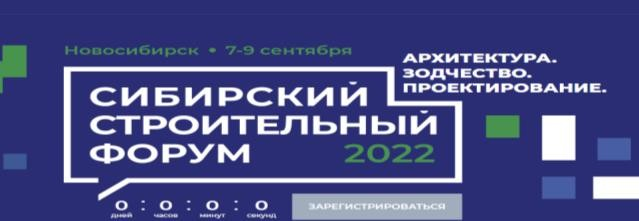 Новосибирск • 7-9 сентября
АРХИТЕКТУРА.
ЗОДЧЕСТВО.
ПРОЕКТИРОВАНИЕ.
СИБИРСКИЙ
СТРОИТЕЛЬНЫЙ
ФОРУМ 2022
0 : 0 : 0 : 0
дней часов минут секунд
ЗАРЕГИСТРИРОВАТЬСЯ